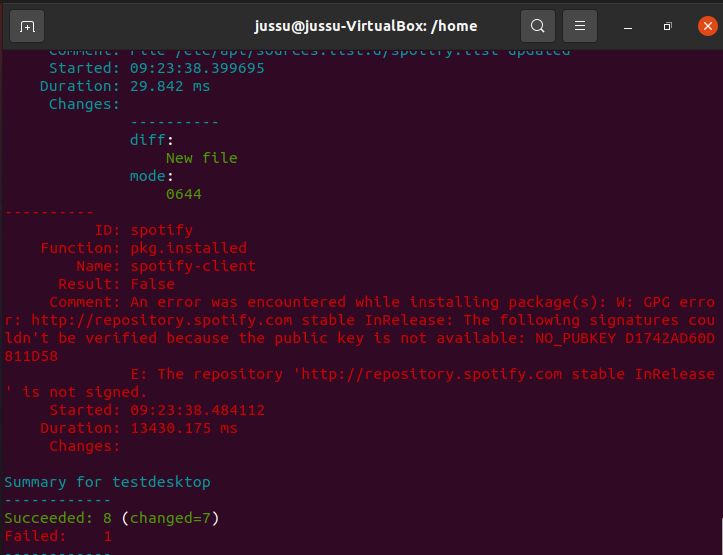 jussu@jussu-VirtualBox: /home
Comment: File /etc/apt/sources.list.d/spotify.list updated
Started: 09:23:38.399695
Duration: 29.842 ms
Changes:
----------
diff:
New file
mode:
0644
----------
ID: spotify
Function: pkg.installed
Name: spotify-client
Result: False
Comment: An error was encountered while installing package(s): W: GPG erro
r: http://repository.spotify.com stable InRelease: The following signatures cou
ldn't be verified because the public key is not available: NO_PUBKEY D1742AD60D
811D58
E: The repository 'http://repository.spotify.com stable InRelease
' is not signed.
Started: 09:23:38.484112
Duration: 13430.175 ms
Changes:
Summary for testdesktop
------------
Succeeded: 8 (changed=7)
Failed: 1
------------